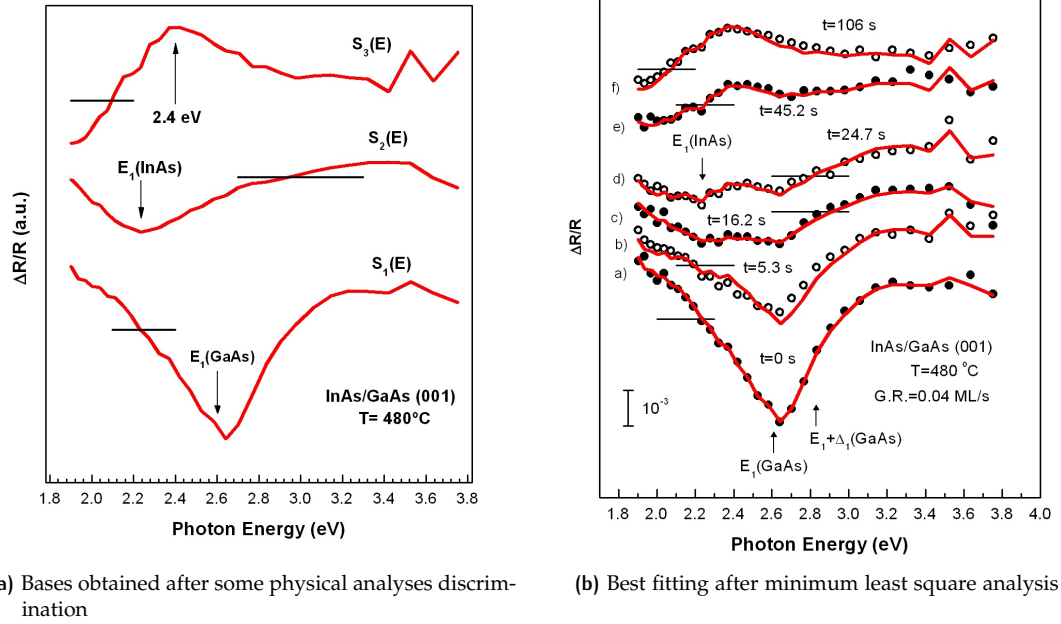 S₃(E)
2.4 eV
S₂(E)
E₁(InAs)
S₁(E)
E₁(GaAs)
InAs/GaAs (001)
T= 480ºC
ΔR/R (a.u.)
1.8 2.0 2.2 2.4 2.6 2.8 3.0 3.2 3.4 3.6 3.8
Photon Energy (eV)
t=106 s
f)
t=45.2 s
e)
E₁(InAs)
t=24.7 s
d)
c)
t=16.2 s
b)
t=5.3 s
a)
t=0 s
InAs/GaAs (001)
T=480 °C
G.R.=0.04 ML/s
10⁻³
E₁+Δ₁(GaAs)
E₁(GaAs)
ΔR/R
1.8 2.0 2.2 2.4 2.6 2.8 3.0 3.2 3.4 3.6 3.8 4.0
Photon Energy (eV)
) Bases obtained after some physical analyses discrim-
ination
(b) Best fitting after minimum least square analysis